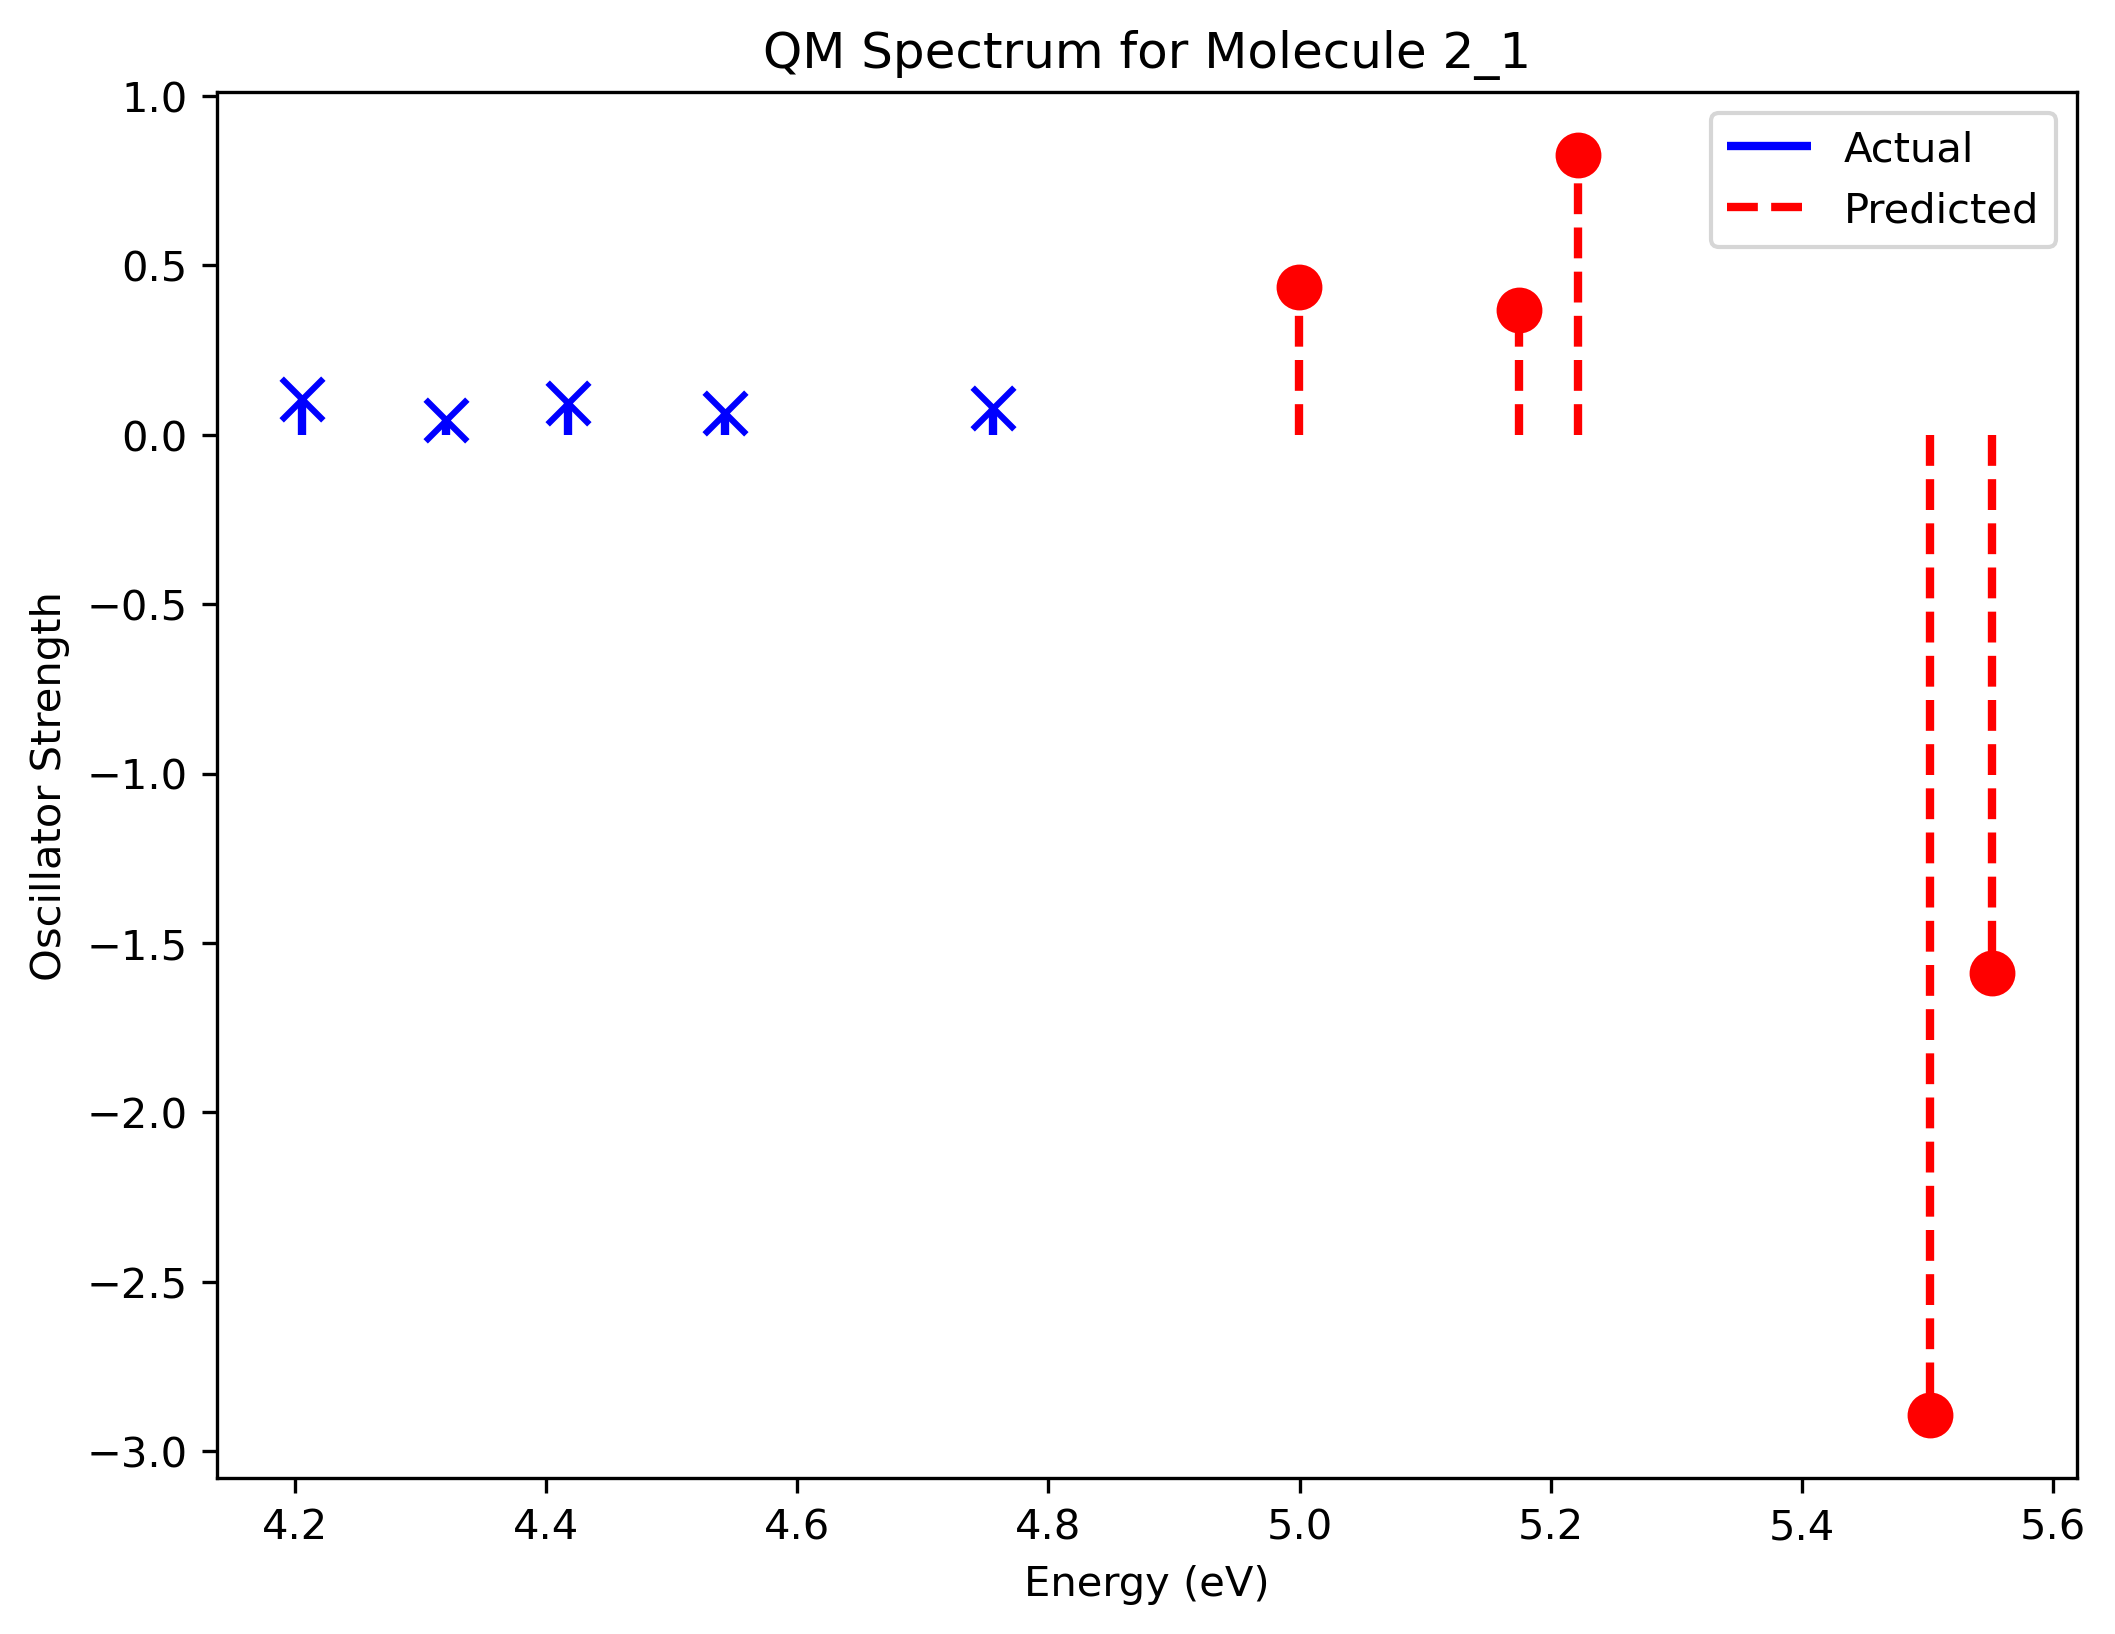 QM Spectrum for Molecule 2_1
Actual
Predicted
1.0
0.5
0.0
−0.5
−1.0
−1.5
−2.0
−2.5
−3.0
Oscillator Strength
4.2 4.4 4.6 4.8 5.0 5.2 5.4 5.6
Energy (eV)